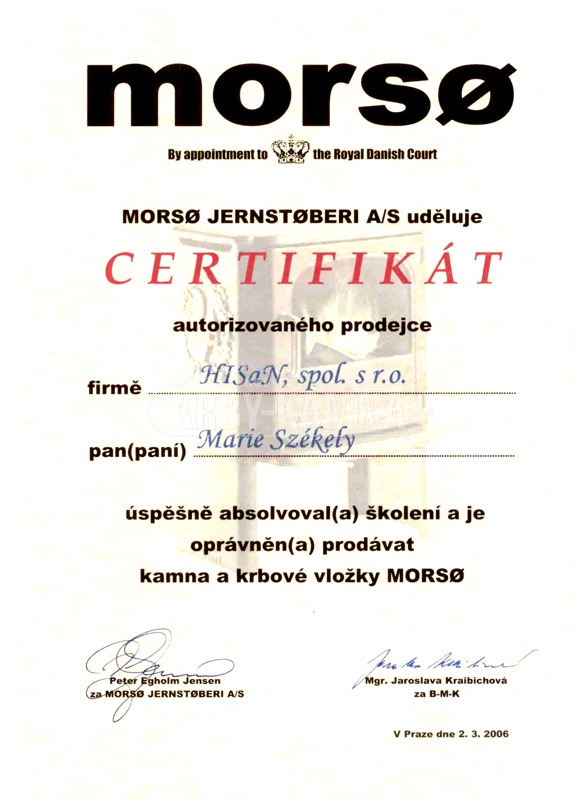 morsø
By appointment to the Royal Danish Court
MORSØ JERNSTØBERI A/S uděluje
CERTIFIKÁT
autorizovaného prodejce
firmě HISaN, spol. s r.o.
KRBY-KAMNA
pan(paní) Marie Székely
úspěšně absolvoval(a) školení a je
oprávněn(a) prodávat
kamna a krbové vložky MORSØ
Peter Egholm Jensen
za MORSØ JERNSTØBERI A/S
Mgr. Jaroslava Kraibichová
za B-M-K
V Praze dne 2. 3. 2006